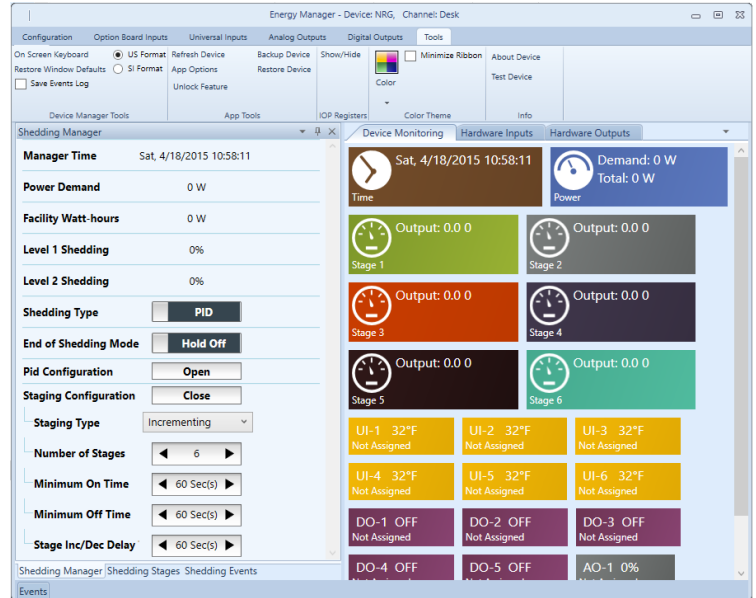 Energy Manager - Device: NRG, Channel: Desk
Configuration Option Board Inputs Universal Inputs Analog Outputs Digital Outputs Tools
On Screen Keyboard US Format Refresh Device Backup Device Show/Hide Minimize Ribbon About Device
Restore Window Defaults SI Format App Options Restore Device Test Device
Save Events Log Unlock Feature Color
Device Manager Tools App Tools IOP Registers Color Theme Info
Shedding Manager
Manager Time Sat, 4/18/2015 10:58:11
Power Demand 0 W
Facility Watt-hours 0 W
Level 1 Shedding 0%
Level 2 Shedding 0%
Shedding Type PID
End of Shedding Mode Hold Off
Pid Configuration Open
Staging Configuration Close
Staging Type Incrementing
Number of Stages 6
Minimum On Time 60 Sec(s)
Minimum Off Time 60 Sec(s)
Stage Inc/Dec Delay 60 Sec(s)
Shedding Manager Shedding Stages Shedding Events
Events
Device Monitoring Hardware Inputs Hardware Outputs
Sat, 4/18/2015 10:58:11
Time
Demand: 0 W
Total: 0 W
Power
Output: 0.0 0
Stage 1
Output: 0.0 0
Stage 2
Output: 0.0 0
Stage 3
Output: 0.0 0
Stage 4
Output: 0.0 0
Stage 5
Output: 0.0 0
Stage 6
UI-1 32°F UI-2 32°F UI-3 32°F
Not Assigned Not Assigned Not Assigned
UI-4 32°F UI-5 32°F UI-6 32°F
Not Assigned Not Assigned Not Assigned
DO-1 OFF DO-2 OFF DO-3 OFF
Not Assigned Not Assigned Not Assigned
DO-4 OFF DO-5 OFF AO-1 0%